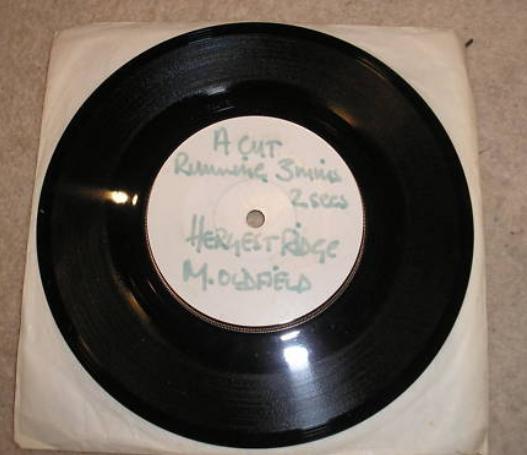 A CUT
Running 3mins
2 secs
HERGEST RIDGE
M. OLDFIELD